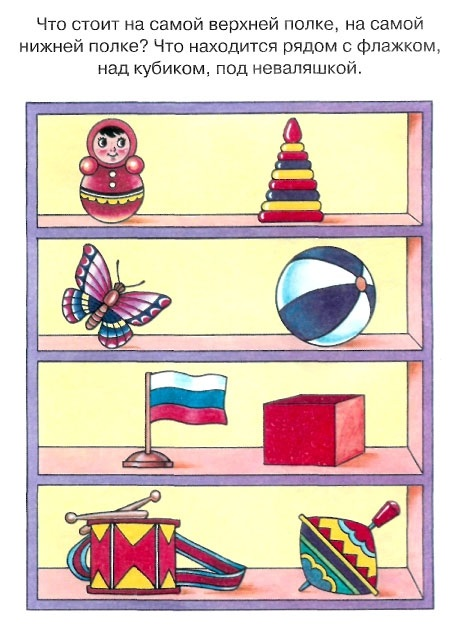 Что стоит на самой верхней полке, на самой
нижней полке? Что находится рядом с флажком,
над кубиком, под неваляшкой.